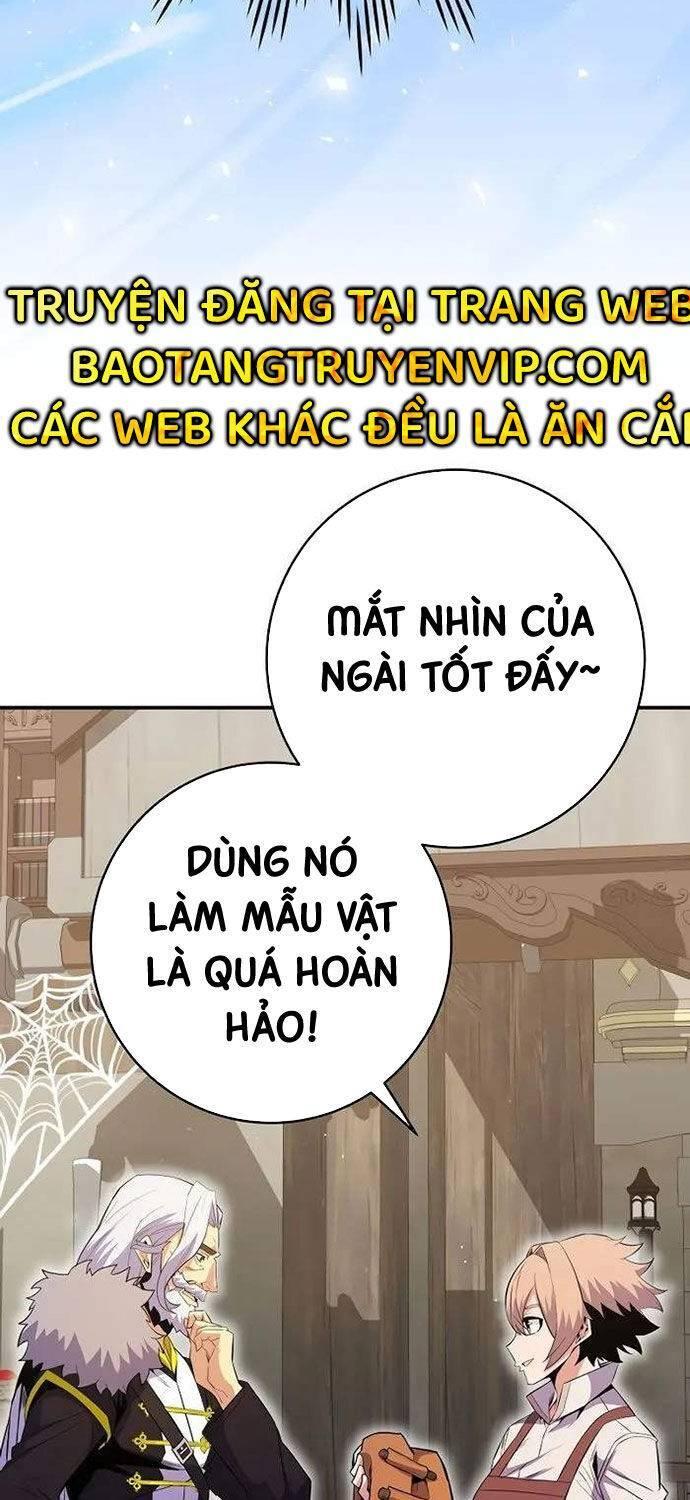 TRUYỆN ĐĂNG TẠI TRANG WEB
BAOTANGTRUYENVIP.COM
CÁC WEB KHÁC ĐỀU LÀ ĂN CẮP
MẮT NHÌN CỦA
NGÀI TỐT ĐẤY~
DÙNG NÓ
LÀM MẪU VẬT
LÀ QUÁ HOÀN
HẢO!